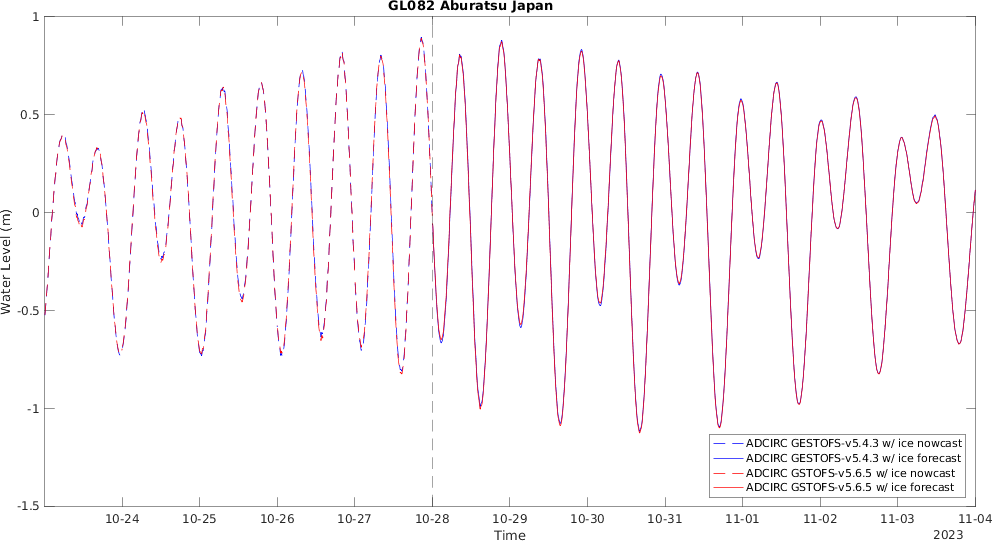 GL082 Aburatsu Japan
1
0.5
0
-0.5
-1
-1.5
Water Level (m)
10-24
10-25
10-26
10-27
10-28
10-29
10-30
10-31
11-01
11-02
11-03
11-04
Time
2023
ADCIRC GESTOFS-v5.4.3 w/ ice nowcast
ADCIRC GESTOFS-v5.4.3 w/ ice forecast
ADCIRC GSTOFS-v5.6.5 w/ ice nowcast
ADCIRC GSTOFS-v5.6.5 w/ ice forecast